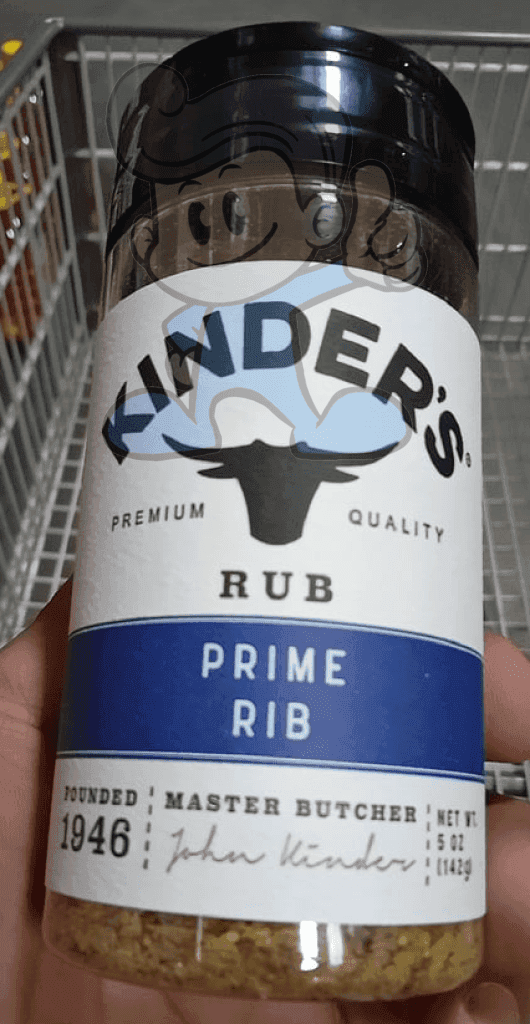 KINDER'S®
PREMIUM QUALITY
RUB
PRIME
RIB
FOUNDED
1946
MASTER BUTCHER
John Kinder
NET WT.
5 OZ
(142g)